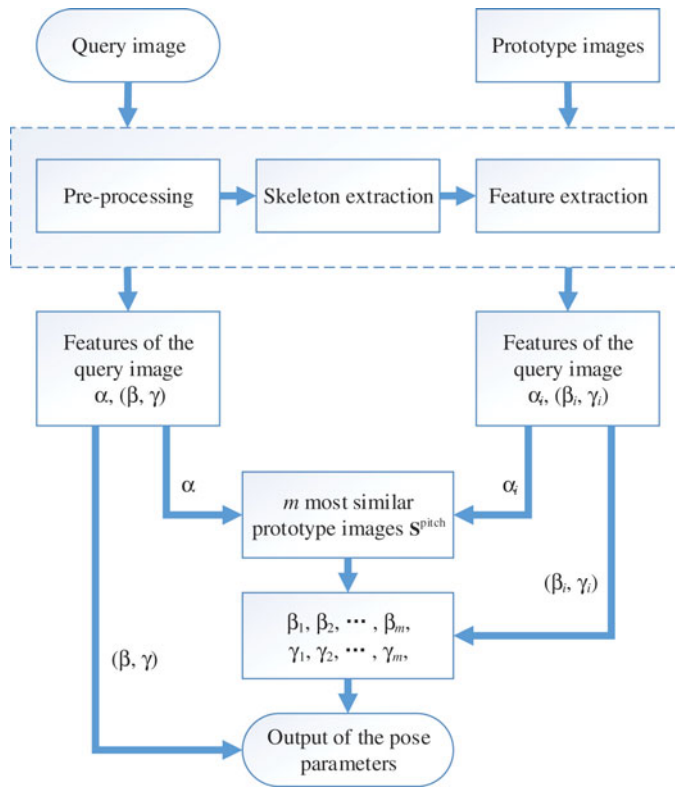 Query image
Prototype images
Pre-processing
Skeleton extraction
Feature extraction
Features of the
query image
α, (β, γ)
Features of the
query image
αᵢ, (βᵢ, γᵢ)
α
m most similar
prototype images S^pitch
αᵢ
(βᵢ, γᵢ)
β₁, β₂, ··· , βₘ,
γ₁, γ₂, ··· , γₘ,
(β, γ)
Output of the pose
parameters